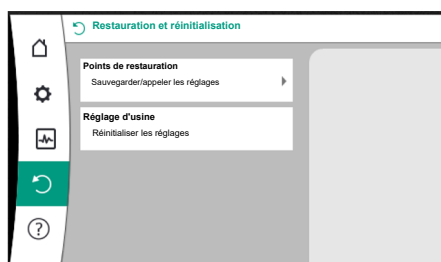 Restauration et réinitialisation
Points de restauration
Sauvegarder/appeler les réglages
Réglage d'usine
Réinitialiser les réglages
?